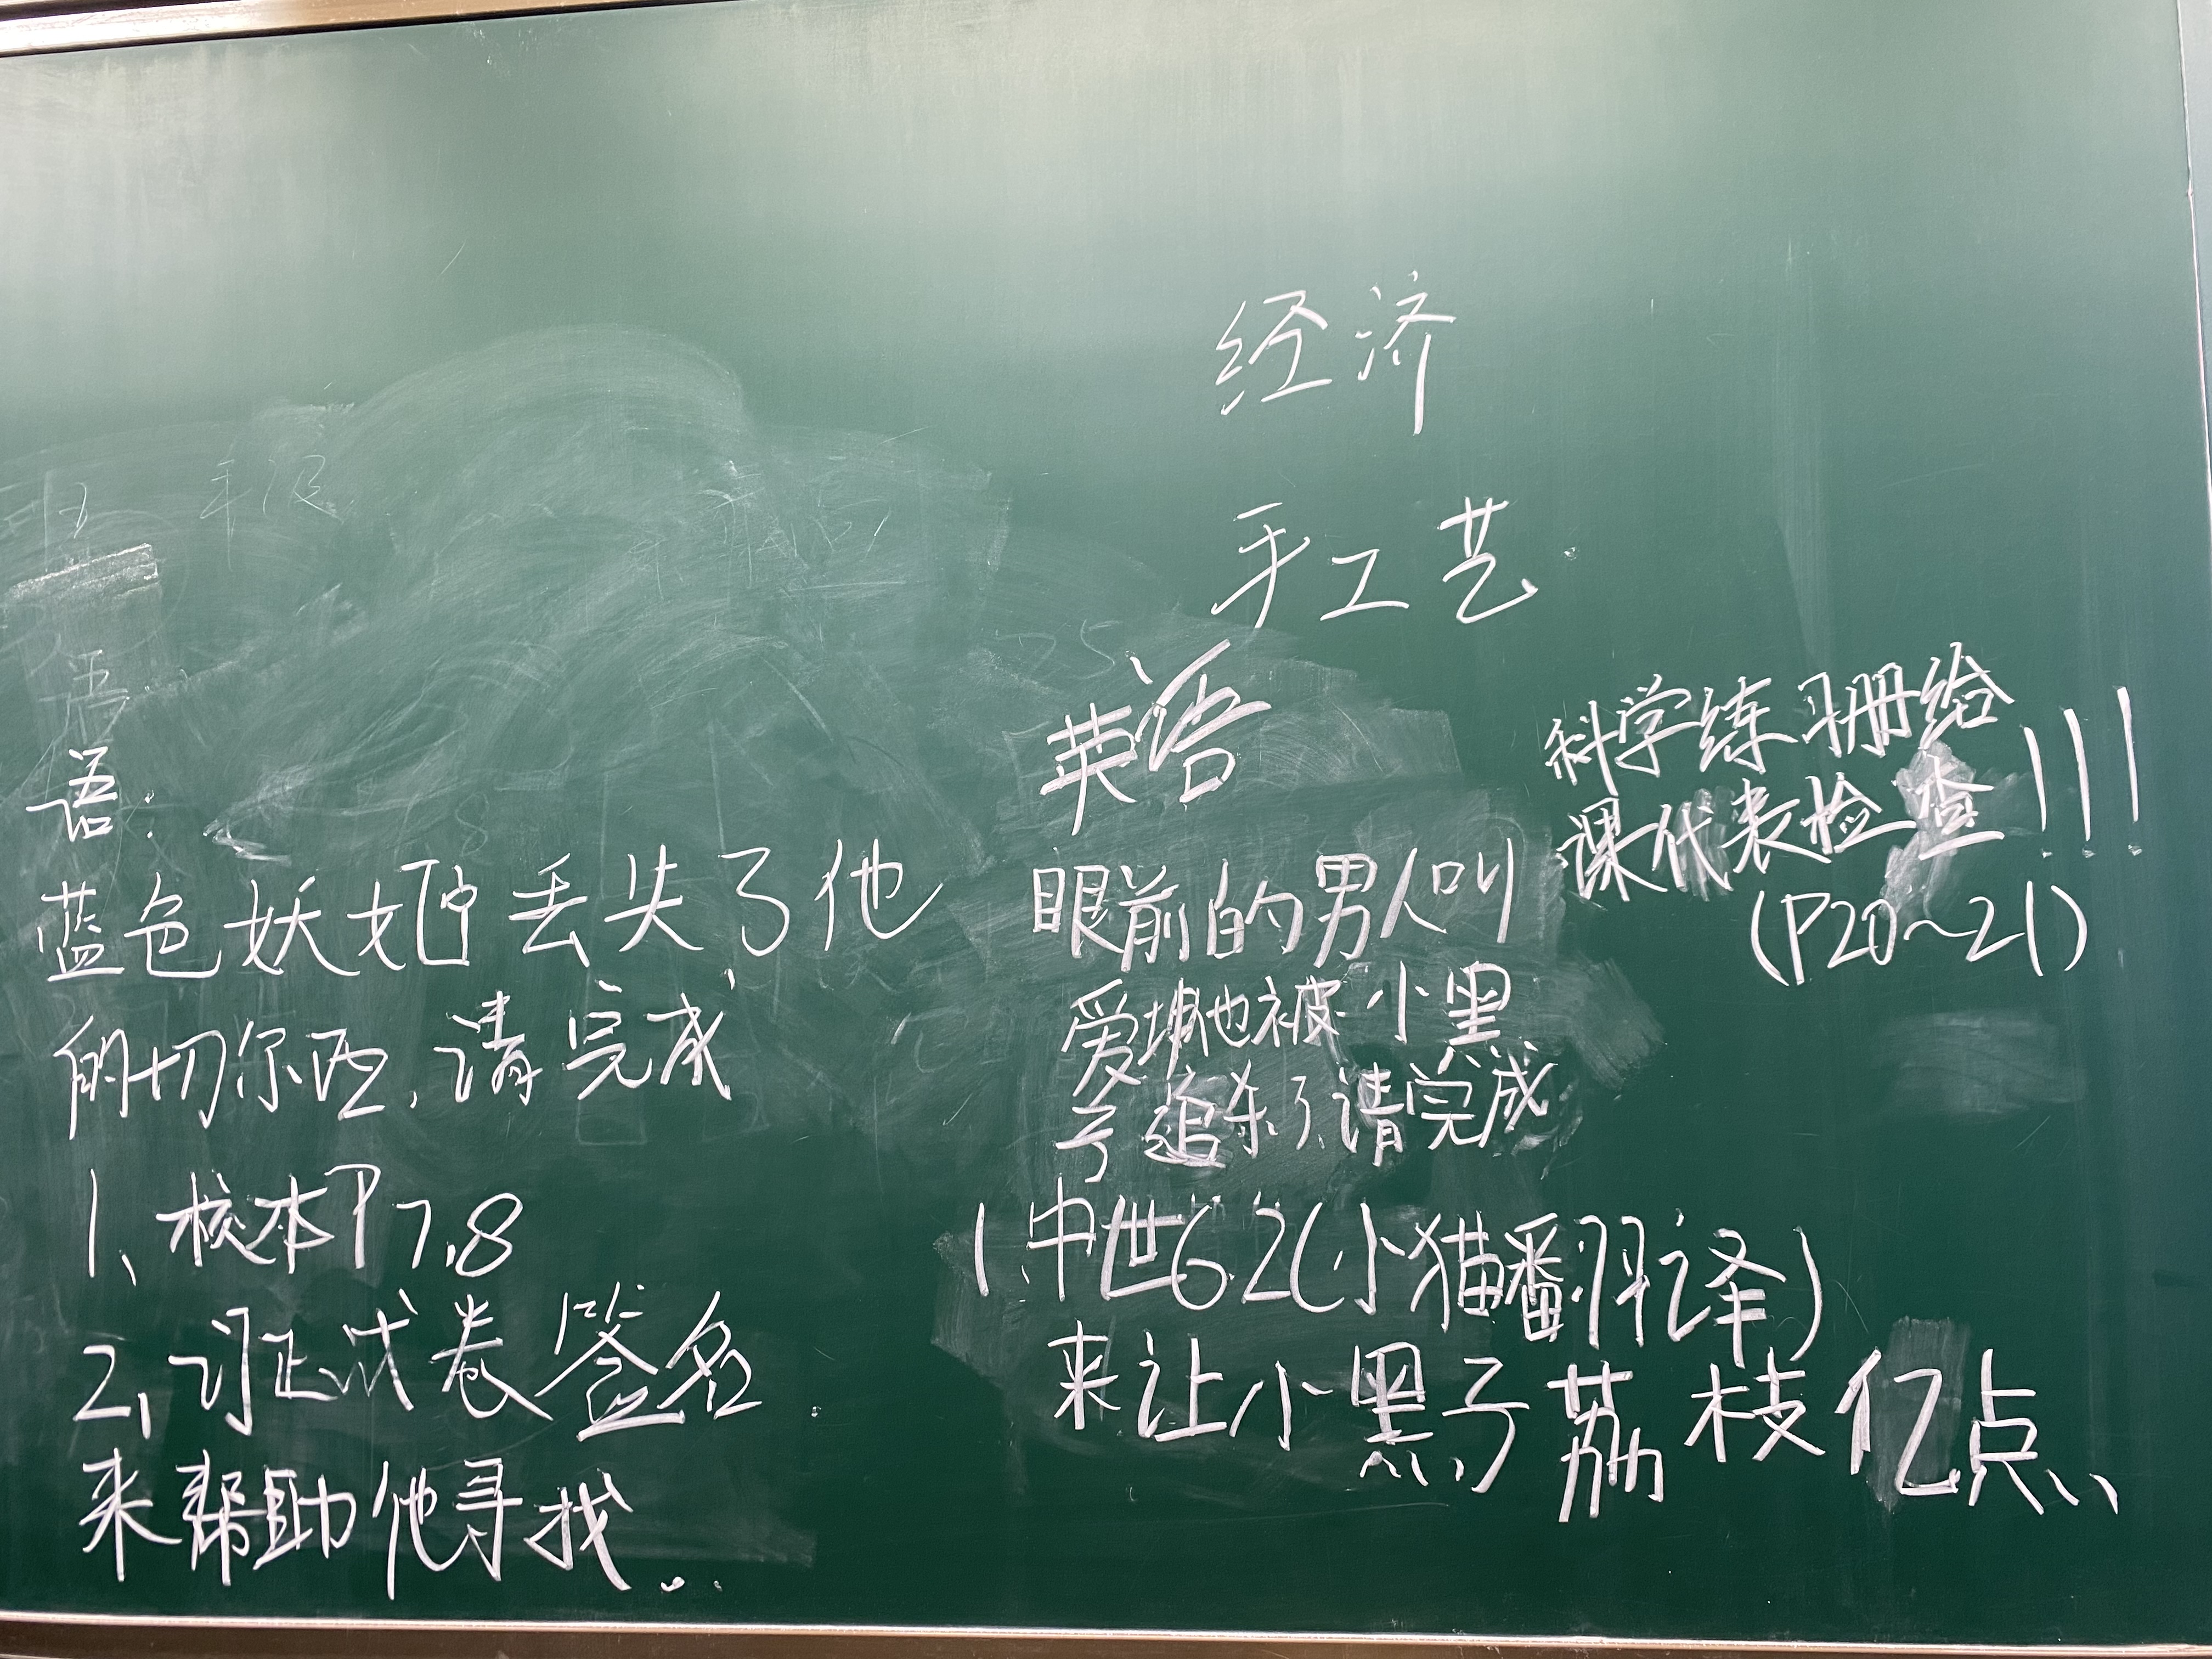 经济
手工艺
语：
蓝色妖姬丢失了他
的切尔西，请完成
1、校本P7，8
2，订正试卷签名.
来帮助他寻找...
英语
眼前的男人叫
爱坤他被小黑
子追杀了，请完成
1.中世6.2(小猫翻译)
来让小黑子荔枝亿点、、
科学练习册给
课代表检查！！！
(P20~21)